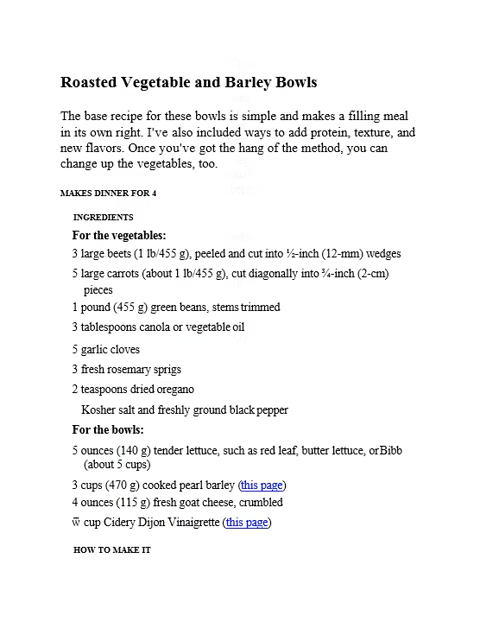 Roasted Vegetable and Barley Bowls
The base recipe for these bowls is simple and makes a filling meal
in its own right. I've also included ways to add protein, texture, and
new flavors. Once you've got the hang of the method, you can
change up the vegetables, too.
MAKES DINNER FOR 4
INGREDIENTS
For the vegetables:
3 large beets (1 lb/455 g), peeled and cut into ½-inch (12-mm) wedges
5 large carrots (about 1 lb/455 g), cut diagonally into ¾-inch (2-cm)
pieces
1 pound (455 g) green beans, stems trimmed
3 tablespoons canola or vegetable oil
5 garlic cloves
3 fresh rosemary sprigs
2 teaspoons dried oregano
Kosher salt and freshly ground black pepper
For the bowls:
5 ounces (140 g) tender lettuce, such as red leaf, butter lettuce, orBibb
(about 5 cups)
3 cups (470 g) cooked pearl barley (this page)
4 ounces (115 g) fresh goat cheese, crumbled
w̅ cup Cidery Dijon Vinaigrette (this page)
HOW TO MAKE IT